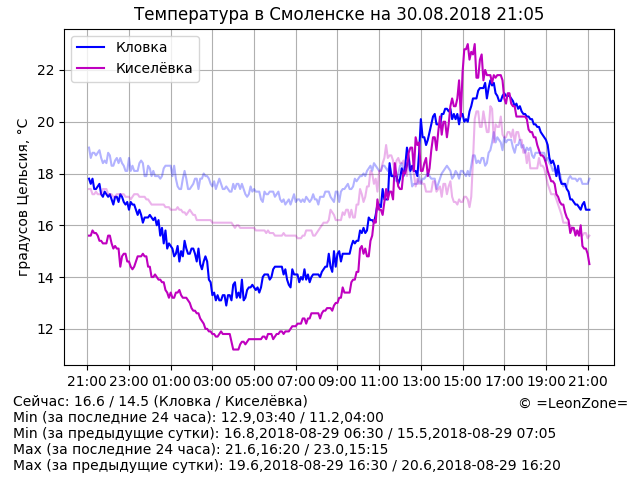 Температура в Смоленске на 30.08.2018 21:05
Кловка
Киселёвка
градусов Цельсия, °C
22
20
18
16
14
12
21:00 23:00 01:00 03:00 05:00 07:00 09:00 11:00 13:00 15:00 17:00 19:00 21:00
Сейчас: 16.6 / 14.5 (Кловка / Киселёвка)
© =LeonZone=
Min (за последние 24 часа): 12.9,03:40 / 11.2,04:00
Min (за предыдущие сутки): 16.8,2018-08-29 06:30 / 15.5,2018-08-29 07:05
Max (за последние 24 часа): 21.6,16:20 / 23.0,15:15
Max (за предыдущие сутки): 19.6,2018-08-29 16:30 / 20.6,2018-08-29 16:20